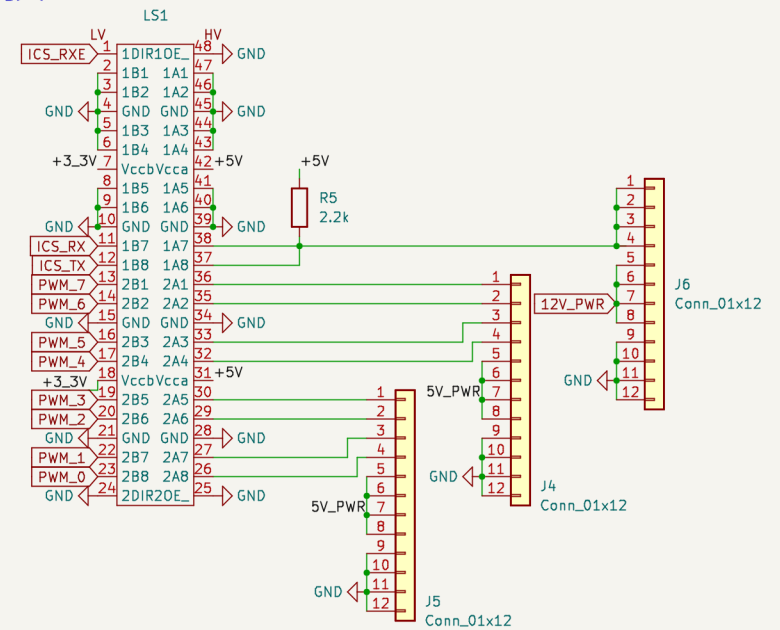 LS1
LV HV
ICS_RXE 1 1DIR1OE_ 48 GND
2 1B1 1A1 47
3 1B2 1A2 46
GND 4 GND GND 45 GND
5 1B3 1A3 44
6 1B4 1A4 43
+3_3V 7 VccbVcca 42 +5V +5V
8 1B5 1A5 41 1
9 1B6 1A6 40 R5 2
GND 10 GND GND 39 GND 2.2k 3
ICS_RX 11 1B7 1A7 38 4
ICS_TX 12 1B8 1A8 37 5
PWM_7 13 2B1 2A1 36 1 6 J6
PWM_6 14 2B2 2A2 35 2 12V_PWR 7 Conn_01x12
GND 15 GND GND 34 GND 3 8
PWM_5 16 2B3 2A3 33 4 9
PWM_4 17 2B4 2A4 32 5 10
+3_3V 18 VccbVcca 31 +5V 6 GND 11
PWM_3 19 2B5 2A5 30 1 5V_PWR 7 12
PWM_2 20 2B6 2A6 29 2 8
GND 21 GND GND 28 GND 3 9
PWM_1 22 2B7 2A7 27 4 10
PWM_0 23 2B8 2A8 26 5 GND 11
GND 24 2DIR2OE_ 25 GND 6 12 J4
5V_PWR 7 Conn_01x12
8
9
10
GND 11
12 J5
Conn_01x12